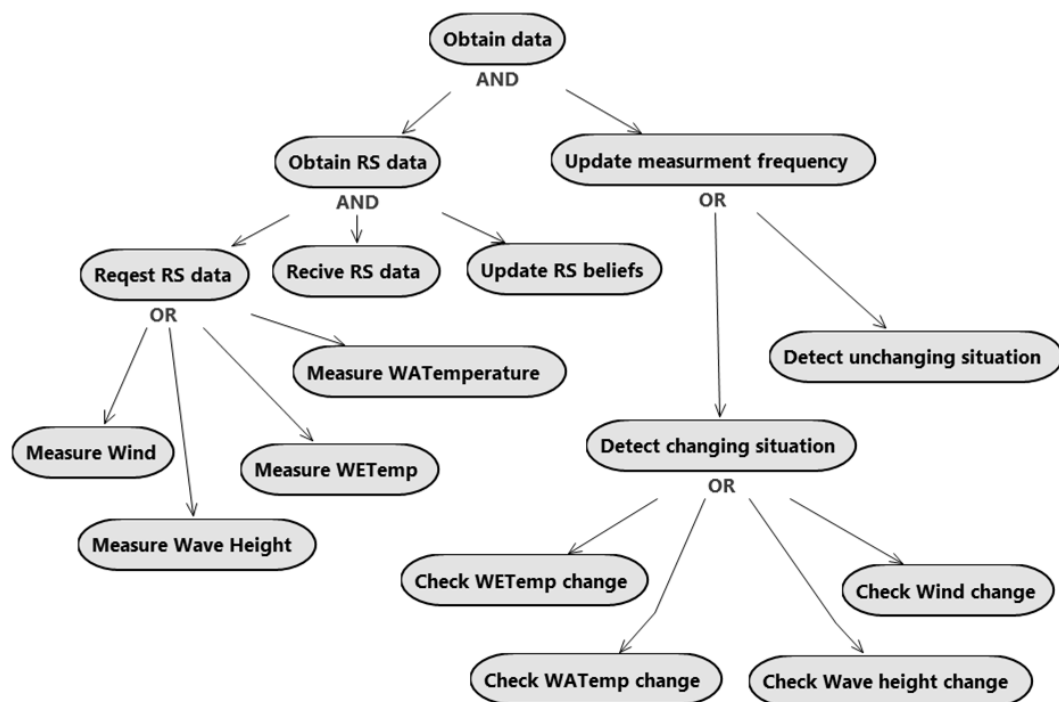 Obtain data
AND
Obtain RS data
Update measurment frequency
AND
OR
Reqest RS data
Recive RS data
Update RS beliefs
OR
Measure WATemperature
Detect unchanging situation
Measure Wind
Measure WETemp
Detect changing situation
OR
Measure Wave Height
Check WETemp change
Check Wind change
Check WATemp change
Check Wave height change